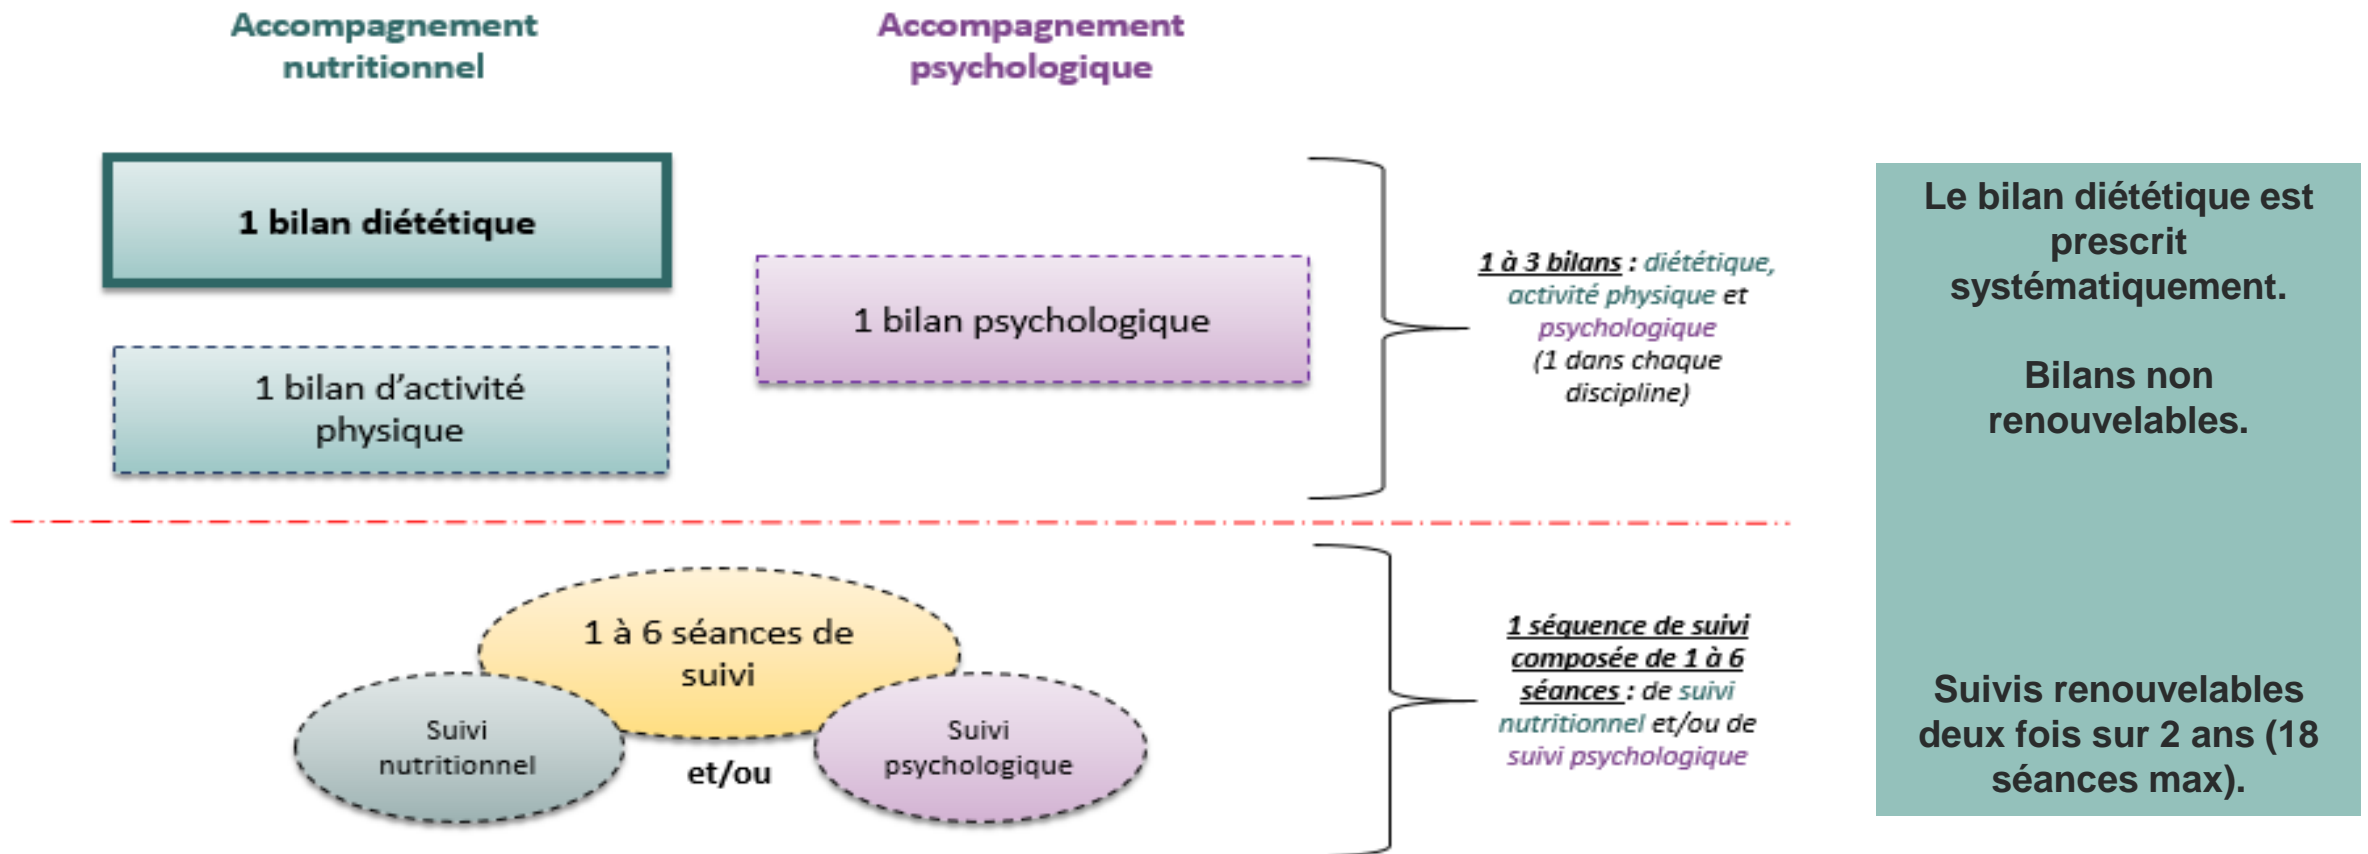 Accompagnement
nutritionnel
Accompagnement
psychologique
1 bilan diététique
1 bilan d’activité
physique
1 bilan psychologique
1 à 3 bilans : diététique,
activité physique et
psychologique
(1 dans chaque
discipline)
Le bilan diététique est
prescrit
systématiquement.
Bilans non
renouvelables.
1 à 6 séances de
suivi
Suivi
nutritionnel
et/ou
Suivi
psychologique
1 séquence de suivi
composée de 1 à 6
séances : de suivi
nutritionnel et/ou de
suivi psychologique
Suivis renouvelables
deux fois sur 2 ans (18
séances max).